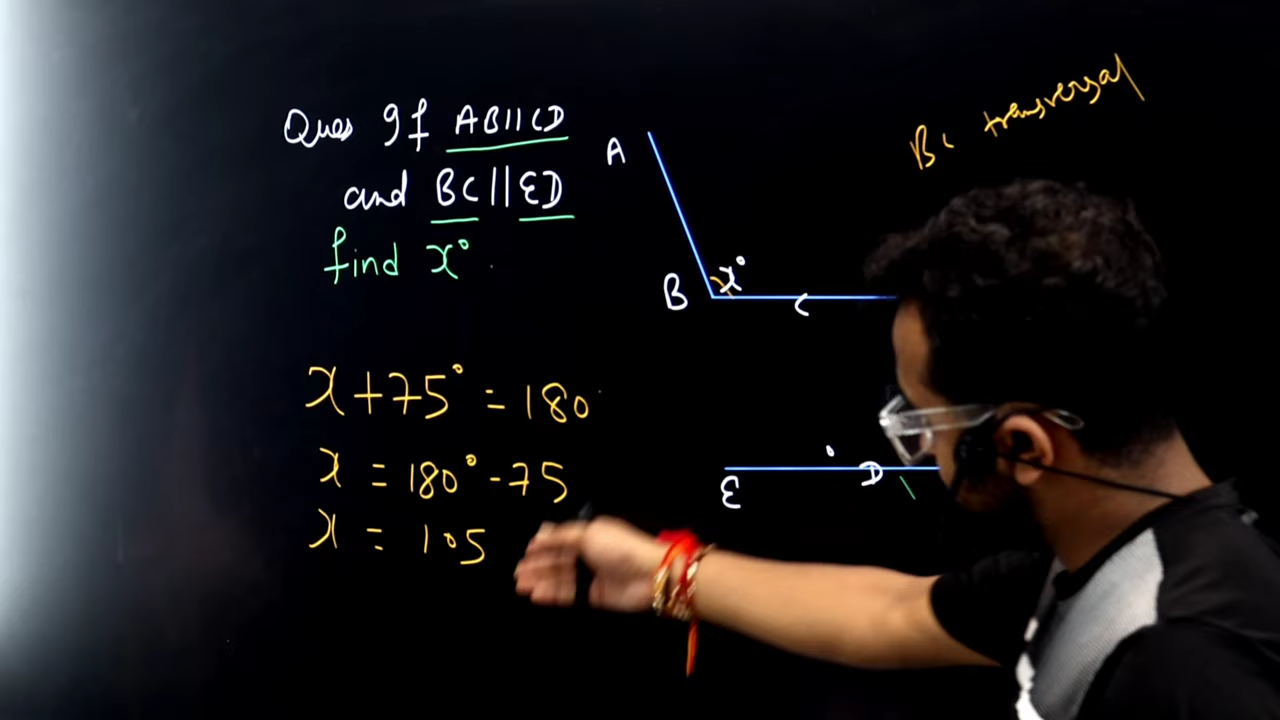 Ques If AB||CD
and BC||ED
find x°
x+75° = 180
x = 180° - 75
x = 105
BC transversal
A
B
x°
C
E
D